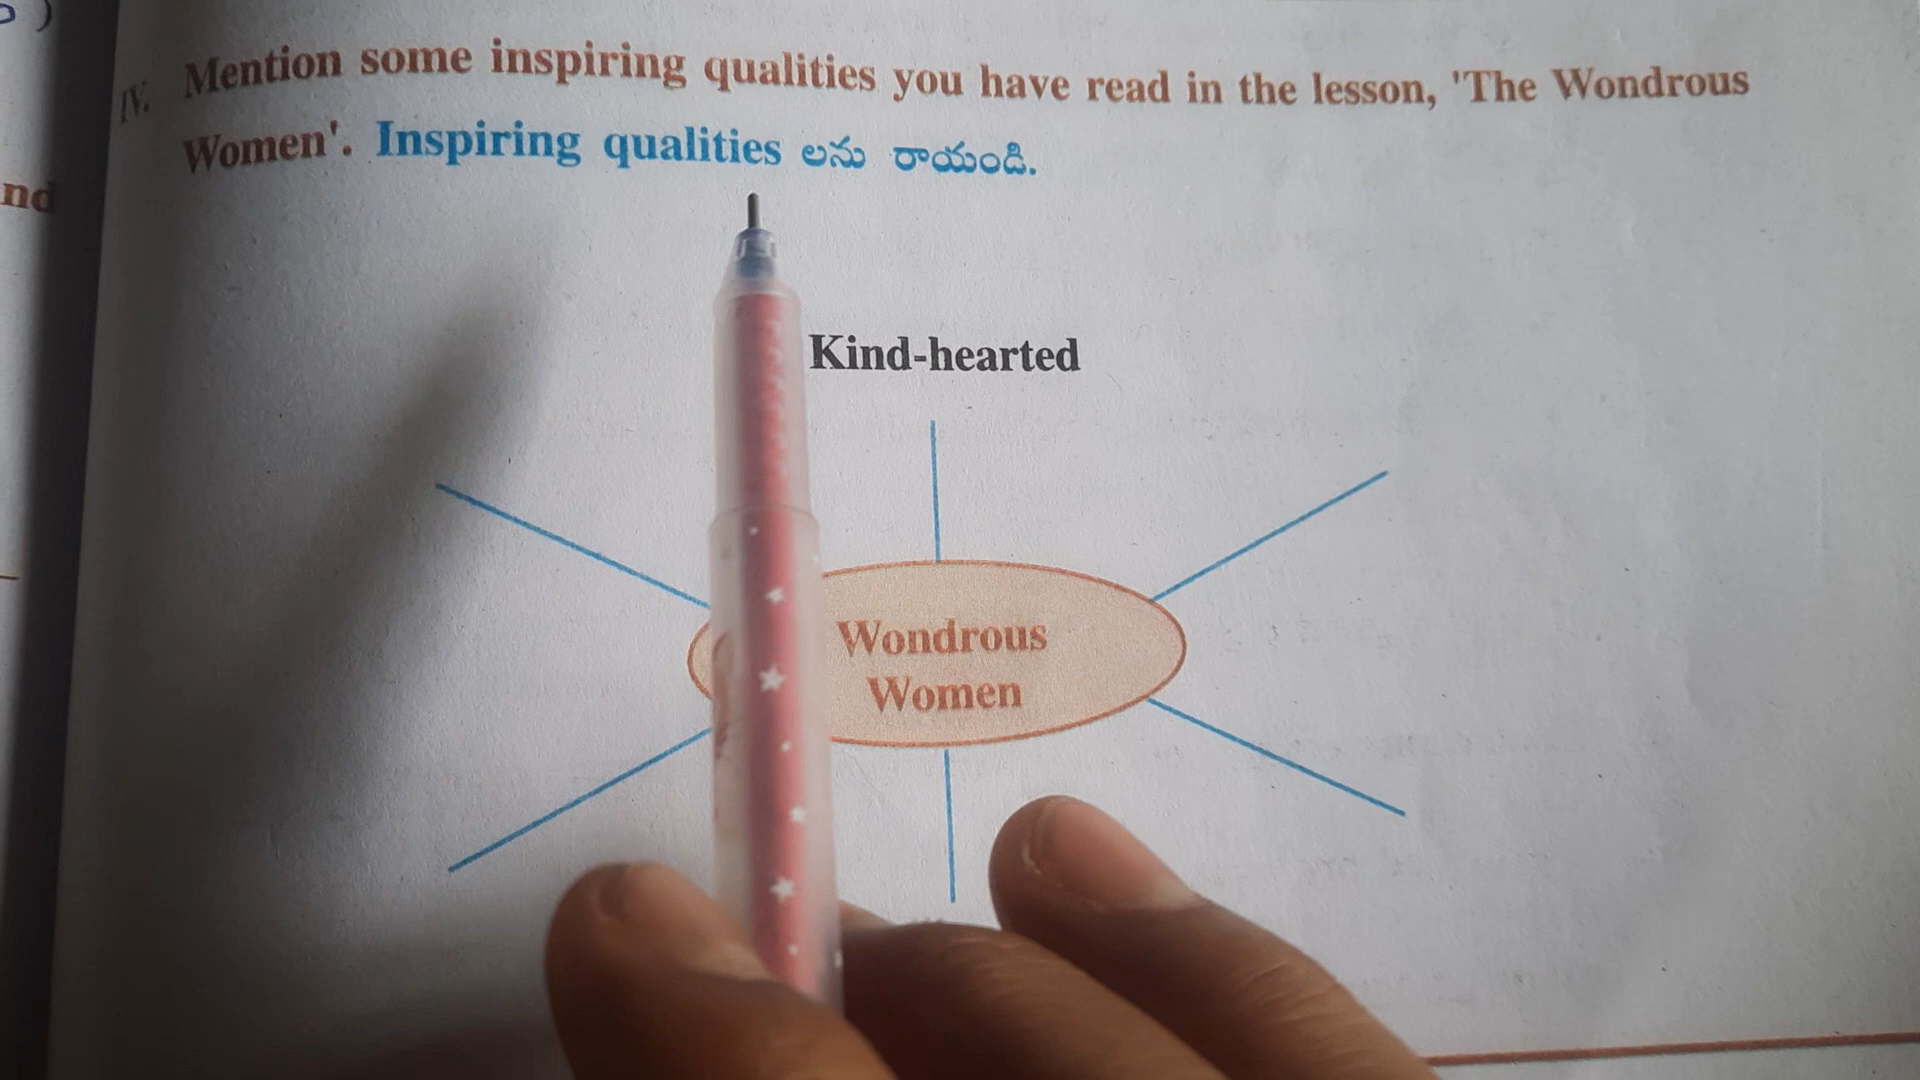 IV. Mention some inspiring qualities you have read in the lesson, 'The Wondrous
Women'. Inspiring qualities లను రాయండి.
nd
Kind-hearted
Wondrous
Women